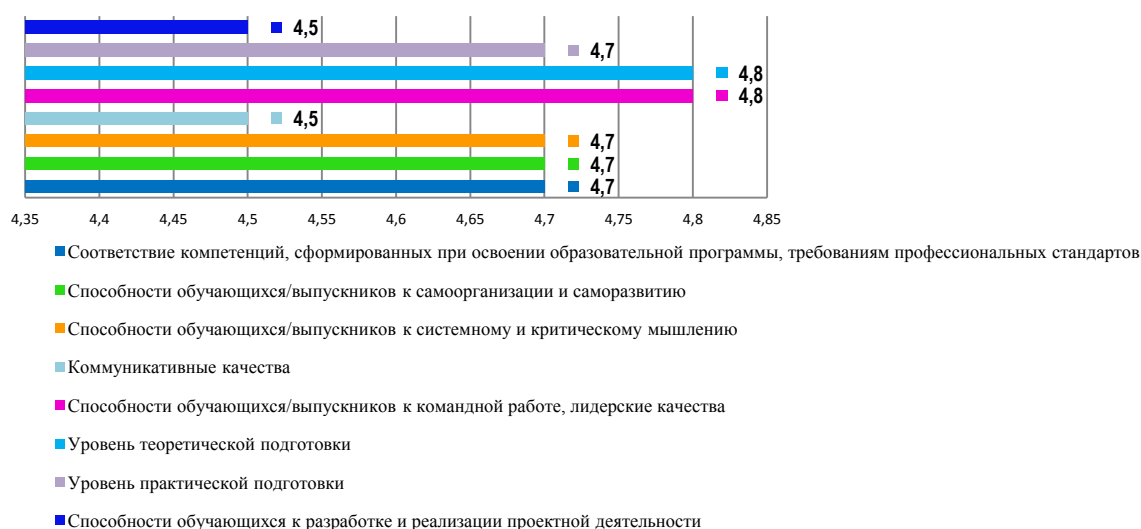 4,5
4,7
4,8
4,8
4,5
4,7
4,7
4,7
4,35 4,4 4,45 4,5 4,55 4,6 4,65 4,7 4,75 4,8 4,85
Соответствие компетенций, сформированных при освоении образовательной программы, требованиям профессиональных стандартов
Способности обучающихся/выпускников к самоорганизации и саморазвитию
Способности обучающихся/выпускников к системному и критическому мышлению
Коммуникативные качества
Способности обучающихся/выпускников к командной работе, лидерские качества
Уровень теоретической подготовки
Уровень практической подготовки
Способности обучающихся к разработке и реализации проектной деятельности